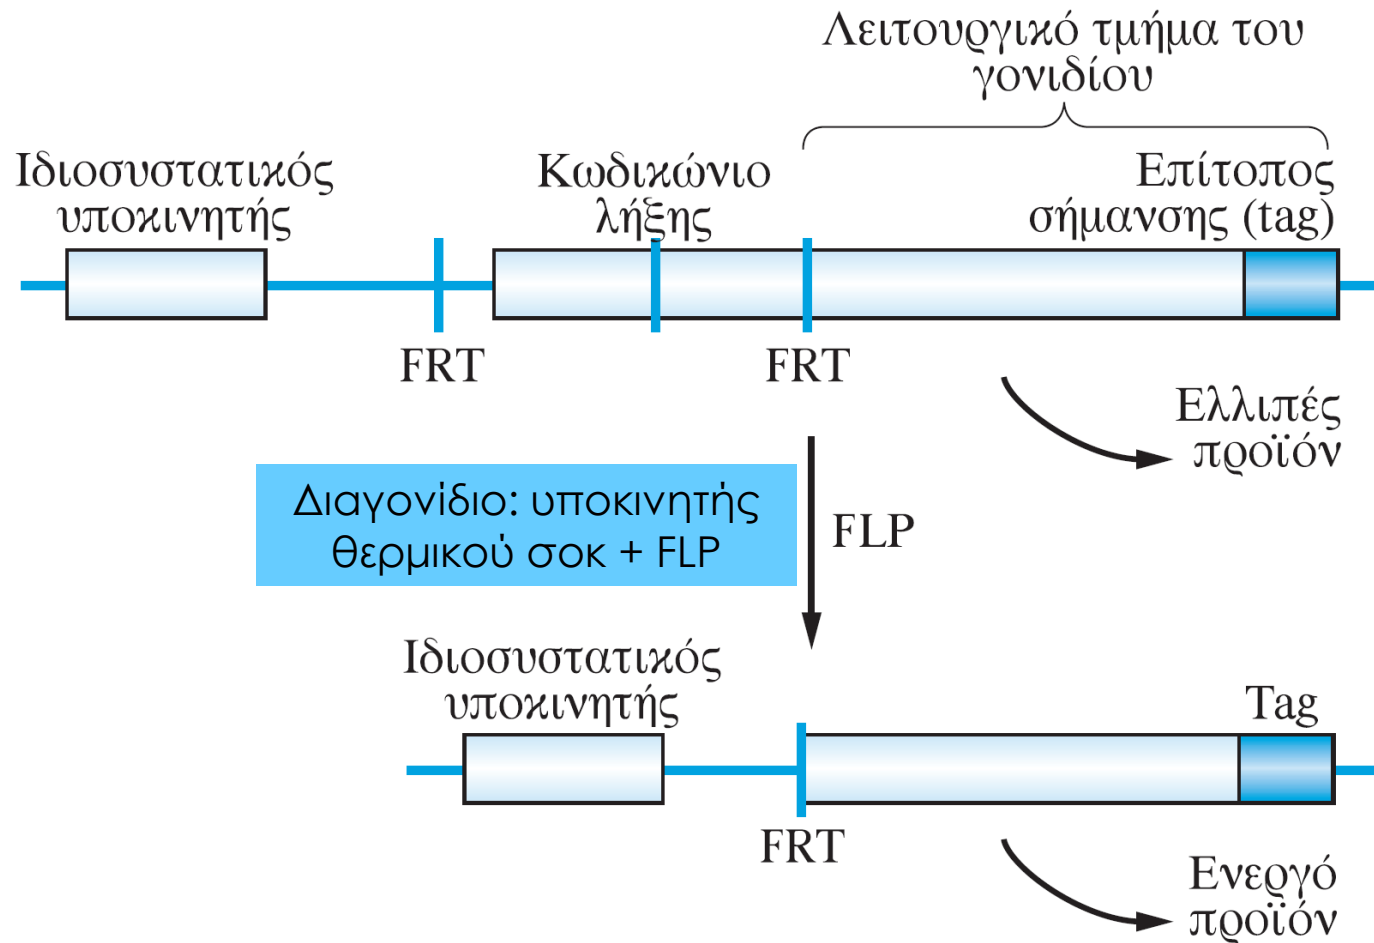 Λειτουργικό τμήμα του
γονιδίου
Ιδιοσυστατικός
υποκινητής
Κωδικώνιο
λήξης
Επίτοπος
σήμανσης (tag)
FRT
FRT
Ελλιπές
προϊόν
Διαγονίδιο: υποκινητής
θερμικού σοκ + FLP
FLP
Ιδιοσυστατικός
υποκινητής
Tag
FRT
Ενεργό
προϊόν